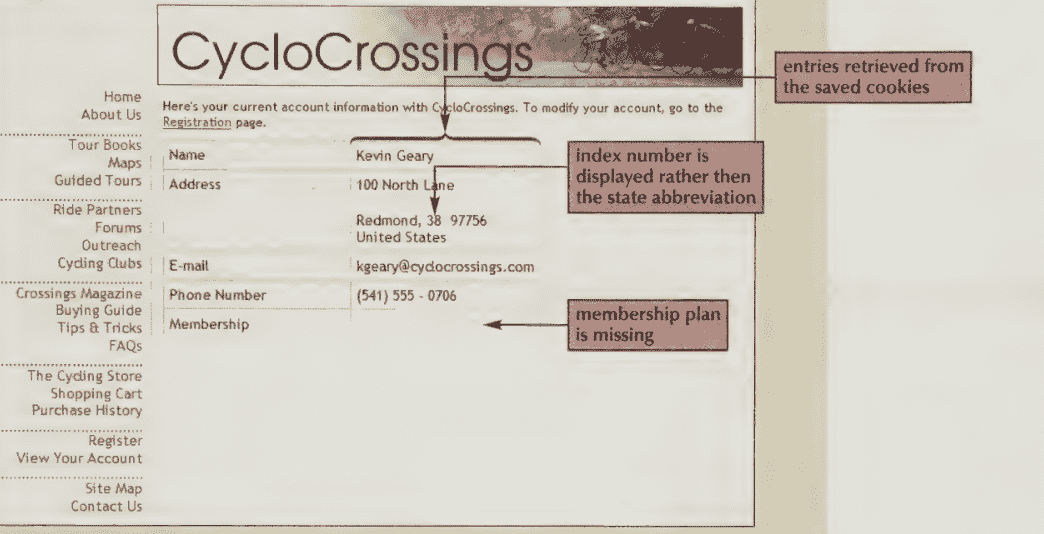 CycloCrossings
entries retrieved from
the saved cookies
Home
About Us
Here's your current account information with CycloCrossings. To modify your account, go to the
Registration page.
Tour Books
Maps
Guided Tours
Name
Kevin Geary
index number is
displayed rather then
the state abbreviation
Address
100 North Lane
Ride Partners
Forums
Outreach
Cycling Clubs
Redmond, 38 97756
United States
E-mail
kgeary@cyclocrossings.com
Crossings Magazine
Buying Guide
Tips & Tricks
FAQs
Phone Number
(541) 555 - 0706
Membership
membership plan
is missing
The Cycling Store
Shopping Cart
Purchase History
Register
View Your Account
Site Map
Contact Us